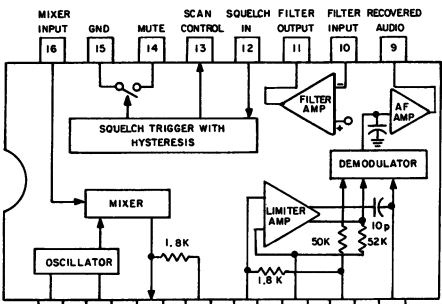 MIXER INPUT
GND
MUTE
SCAN CONTROL
SQUELCH IN
FILTER OUTPUT
FILTER INPUT
RECOVERED AUDIO
16
15
14
13
12
11
10
9
SQUELCH TRIGGER WITH
HYSTERESIS
FILTER
AMP
-
+
AF
AMP
DEMODULATOR
MIXER
LIMITER
AMP
10p
OSCILLATOR
1.8K
50K
52K
1.8K